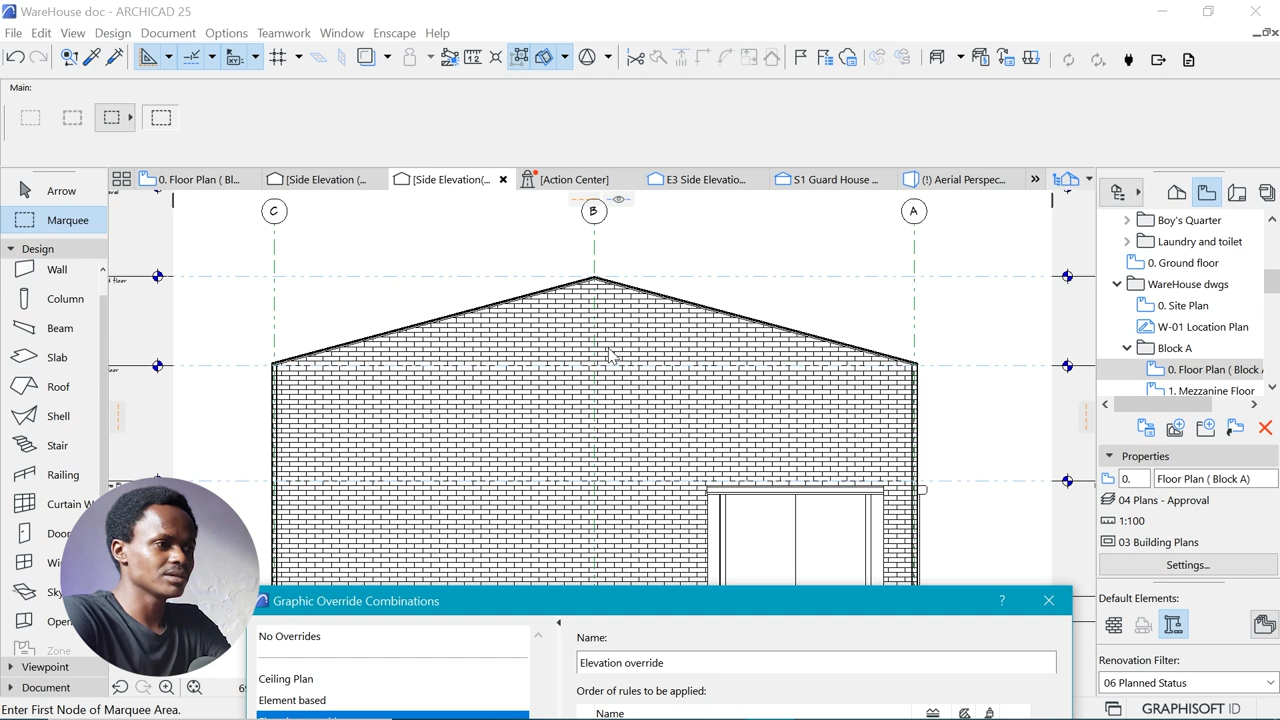 WareHouse doc - ARCHICAD 25
File Edit View Design Document Options Teamwork Window Enscape Help
Main:
Arrow
Marquee
Design
Wall
Column
Beam
Slab
Roof
Shell
Stair
Railing
Curtain W
Doo
Wi
Sky
Open
Zone
Viewpoint
Document
0. Floor Plan ( Bl...
[Side Elevation (...
[Side Elevation(...
[Action Center]
E3 Side Elevatio...
S1 Guard House ...
(!) Aerial Perspec...
C
B
A
Boy's Quarter
Laundry and toilet
0. Ground floor
WareHouse dwgs
0. Site Plan
W-01 Location Plan
Block A
0. Floor Plan ( Block
1. Mezzanine Floor
Properties
0. Floor Plan ( Block A)
04 Plans - Approval
1:100
03 Building Plans
Settings...
Default Elements:
Renovation Filter:
06 Planned Status
GRAPHISOFT ID
Graphic Override Combinations
No Overrides
Ceiling Plan
Element based
Name:
Elevation override
Order of rules to be applied:
Name
Enter First Node of Marquee Area.